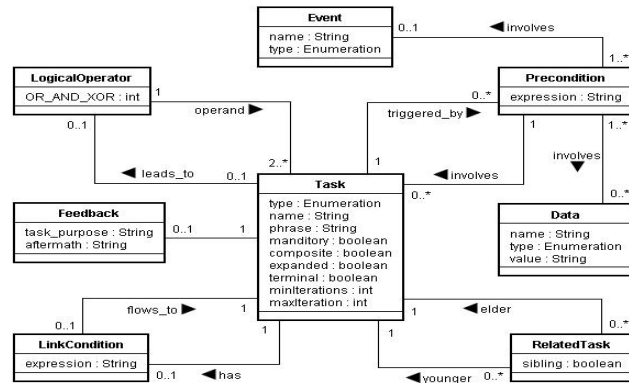 Event
name : String
type : Enumeration
0..1
◀ involves
1..*
LogicalOperator
OR_AND_XOR : int
1
operand ▶
0..1
◀ leads_to
0..1
2..*
Precondition
expression : String
0..*
triggered_by ▶
1
1
◀ involves
0..*
1..*
involves
▼
0..*
Task
type : Enumeration
name : String
phrase : String
manditory : boolean
composite : boolean
expanded : boolean
terminal : boolean
minIterations : int
maxIteration : int
Data
name : String
type : Enumeration
value : String
Feedback
task_purpose : String
aftermath : String
0..1
1
flows_to ▶
0..1
1
1
◀ elder
0..*
LinkCondition
expression : String
0..1
◀ has
1
1
◀ younger
0..*
RelatedTask
sibling : boolean